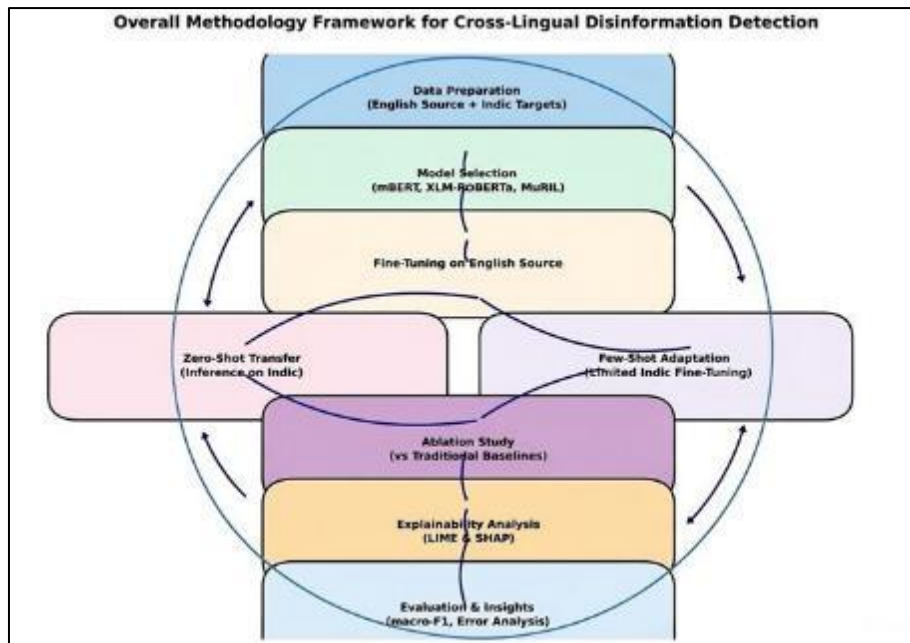 Overall Methodology Framework for Cross-Lingual Disinformation Detection
Data Preparation
(English Source + Indic Targets)
Model Selection
(mBERT, XLM-RoBERTa, MuRIL)
Fine-Tuning on English Source
Zero-Shot Transfer
(Inference on Indic)
Few-Shot Adaptation
(Limited Indic Fine-Tuning)
Ablation Study
(vs Traditional Baselines)
Explainability Analysis
(LIME & SHAP)
Evaluation & Insights
(macro-F1, Error Analysis)